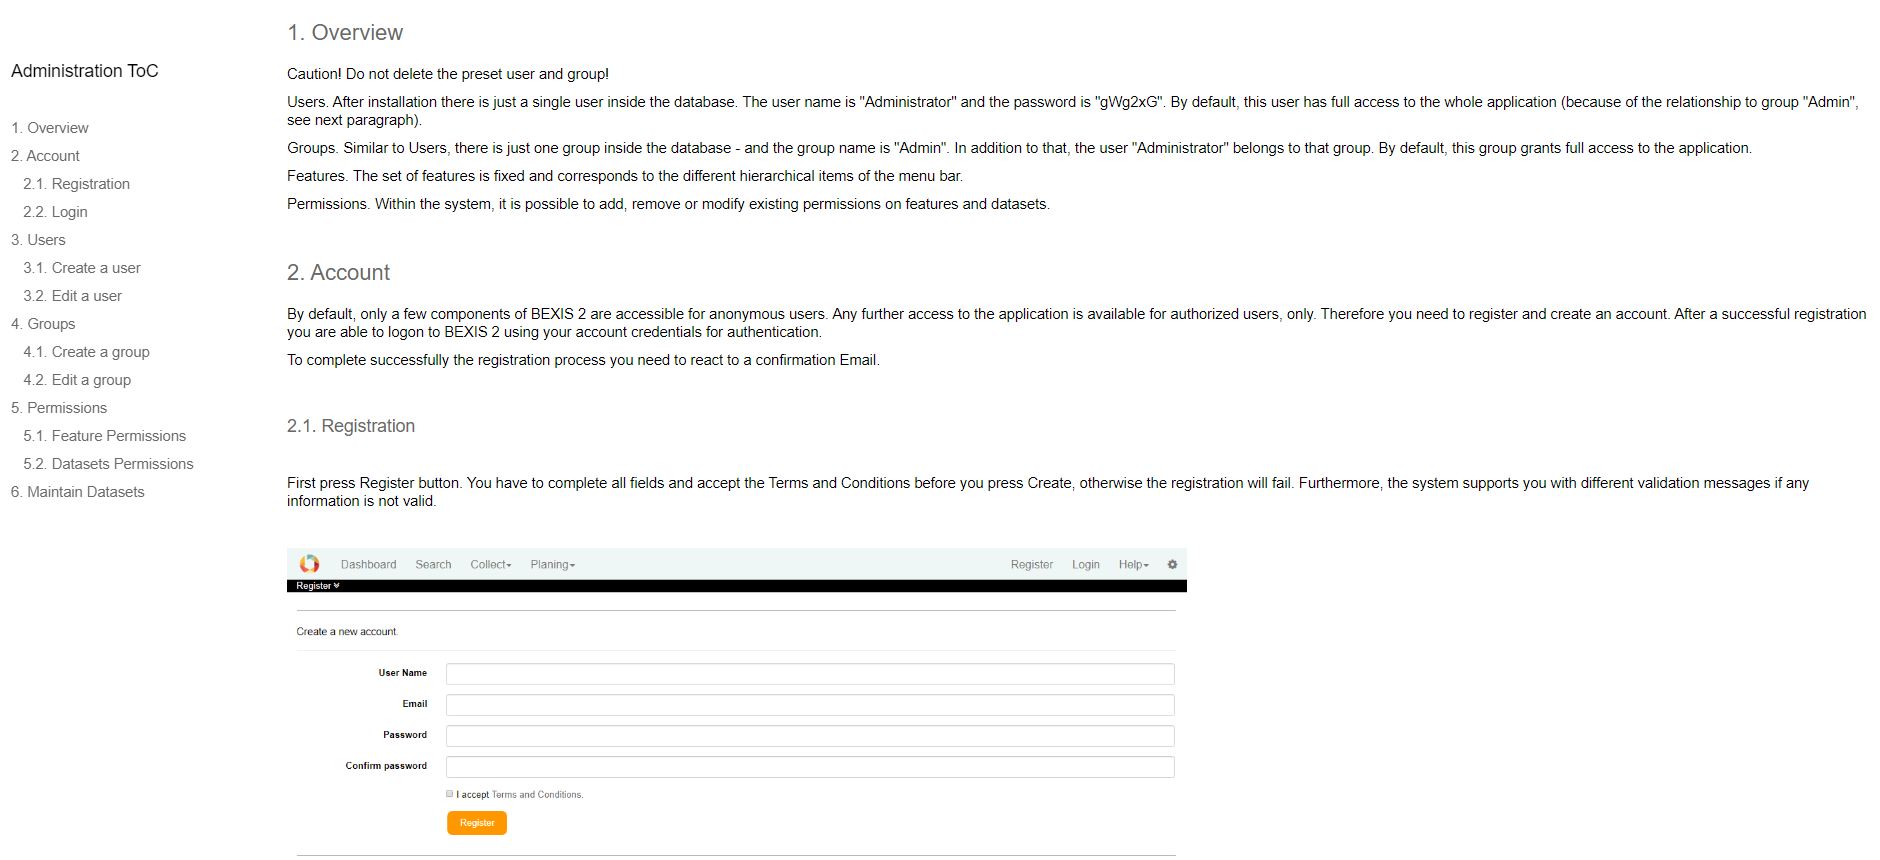 Administration ToC
1. Overview
2. Account
2.1. Registration
2.2. Login
3. Users
3.1. Create a user
3.2. Edit a user
4. Groups
4.1. Create a group
4.2. Edit a group
5. Permissions
5.1. Feature Permissions
5.2. Datasets Permissions
6. Maintain Datasets
1. Overview
Caution! Do not delete the preset user and group!
Users. After installation there is just a single user inside the database. The user name is "Administrator" and the password is "gWg2xG". By default, this user has full access to the whole application (because of the relationship to group "Admin",
see next paragraph).
Groups. Similar to Users, there is just one group inside the database - and the group name is "Admin". In addition to that, the user "Administrator" belongs to that group. By default, this group grants full access to the application.
Features. The set of features is fixed and corresponds to the different hierarchical items of the menu bar.
Permissions. Within the system, it is possible to add, remove or modify existing permissions on features and datasets.
2. Account
By default, only a few components of BEXIS 2 are accessible for anonymous users. Any further access to the application is available for authorized users, only. Therefore you need to register and create an account. After a successful registration
you are able to logon to BEXIS 2 using your account credentials for authentication.
To complete successfully the registration process you need to react to a confirmation Email.
2.1. Registration
First press Register button. You have to complete all fields and accept the Terms and Conditions before you press Create, otherwise the registration will fail. Furthermore, the system supports you with different validation messages if any
information is not valid.
Dashboard Search Collect Planing Register Login Help
Register
Create a new account.
User Name
Email
Password
Confirm password
I accept Terms and Conditions.
Register